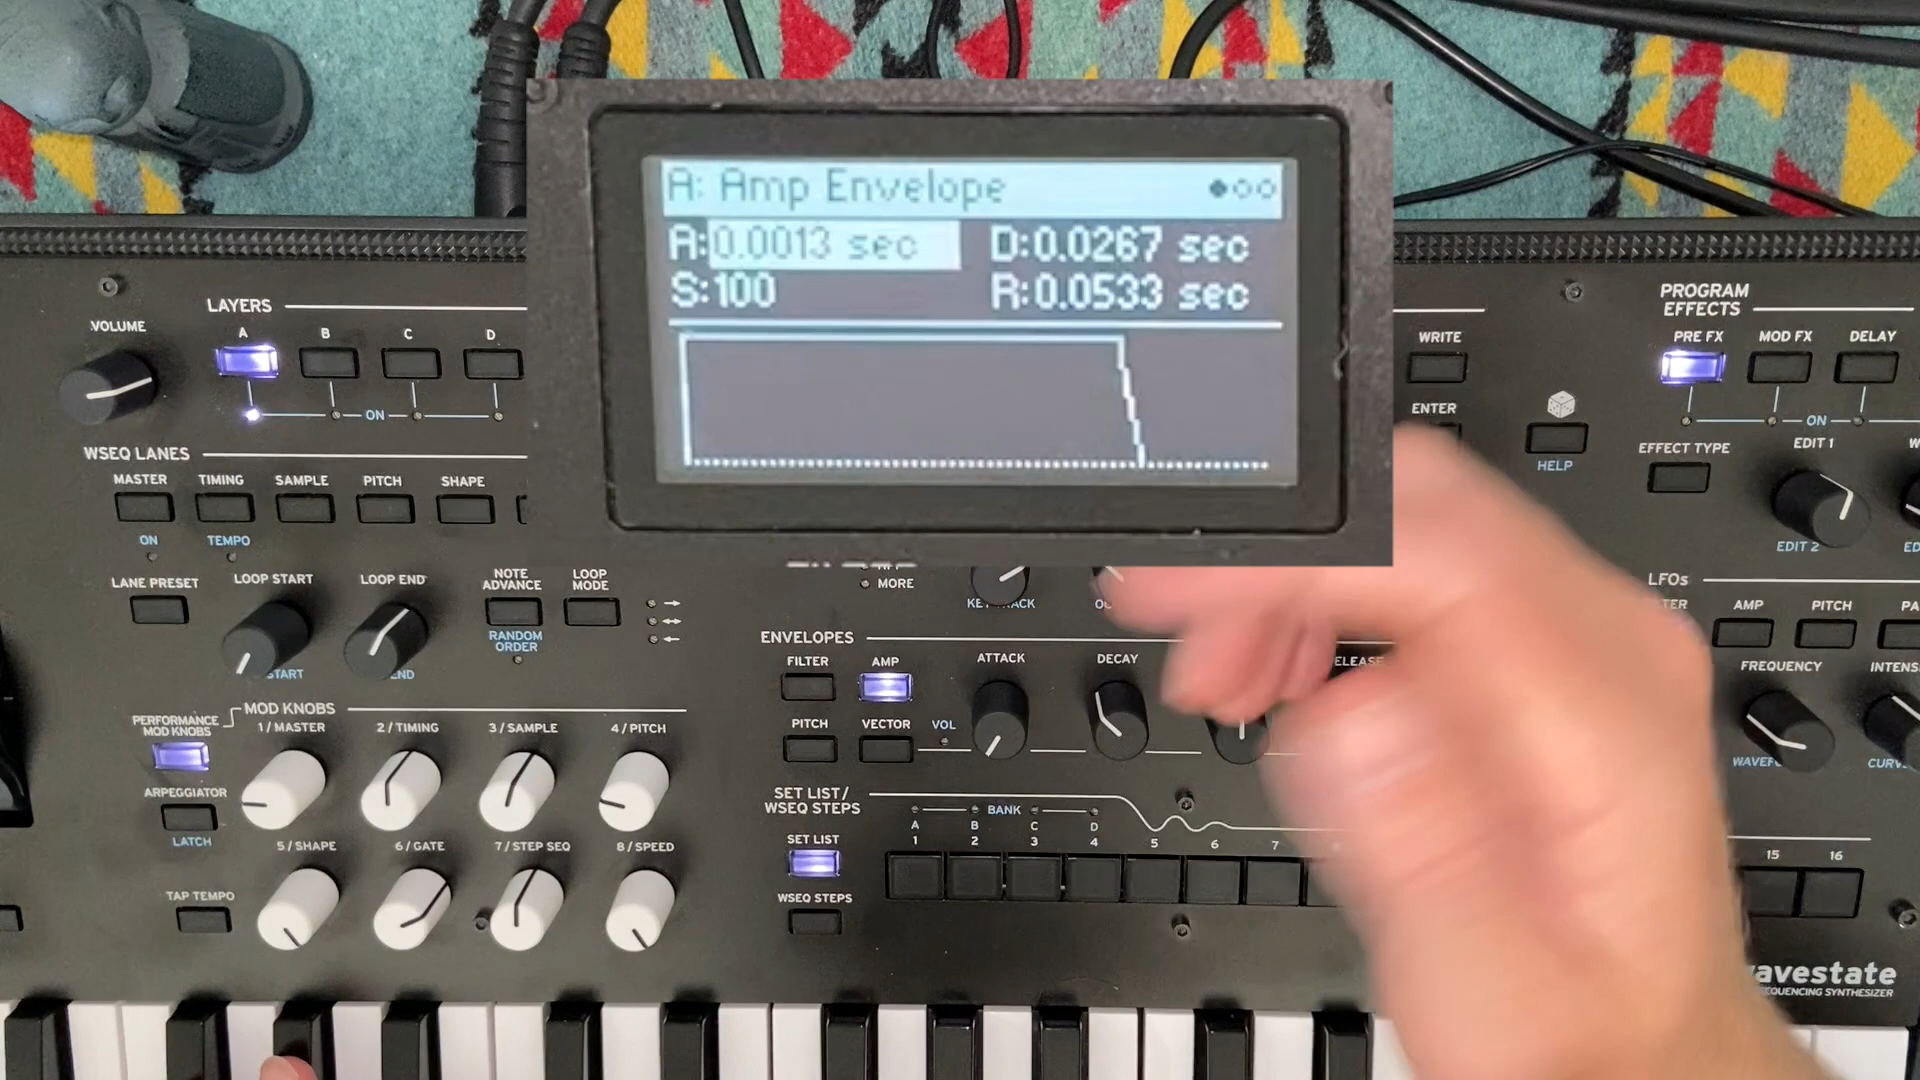 A: Amp Envelope
A:0.0013 sec
D:0.0267 sec
S:100
R:0.0533 sec
VOLUME
LAYERS
A
B
C
D
ON
WSEQ LANES
MASTER
TIMING
SAMPLE
PITCH
SHAPE
ON
TEMPO
LANE PRESET
LOOP START
LOOP END
NOTE
ADVANCE
LOOP
MODE
RANDOM
ORDER
START
END
PERFORMANCE
MOD KNOBS
MOD KNOBS
1 / MASTER
2 / TIMING
3 / SAMPLE
4 / PITCH
ARPEGGIATOR
LATCH
5 / SHAPE
6 / GATE
7 / STEP SEQ
8 / SPEED
TAP TEMPO
MORE
ENVELOPES
FILTER
AMP
ATTACK
DECAY
PITCH
VECTOR
VOL
SET LIST /
WSEQ STEPS
BANK
A
B
C
D
1
2
3
4
5
6
7
SET LIST
WSEQ STEPS
WRITE
ENTER
HELP
PROGRAM
EFFECTS
PRE FX
MOD FX
DELAY
ON
EFFECT TYPE
EDIT 1
EDIT 2
LFOs
AMP
PITCH
FREQUENCY
15
16
wavestate